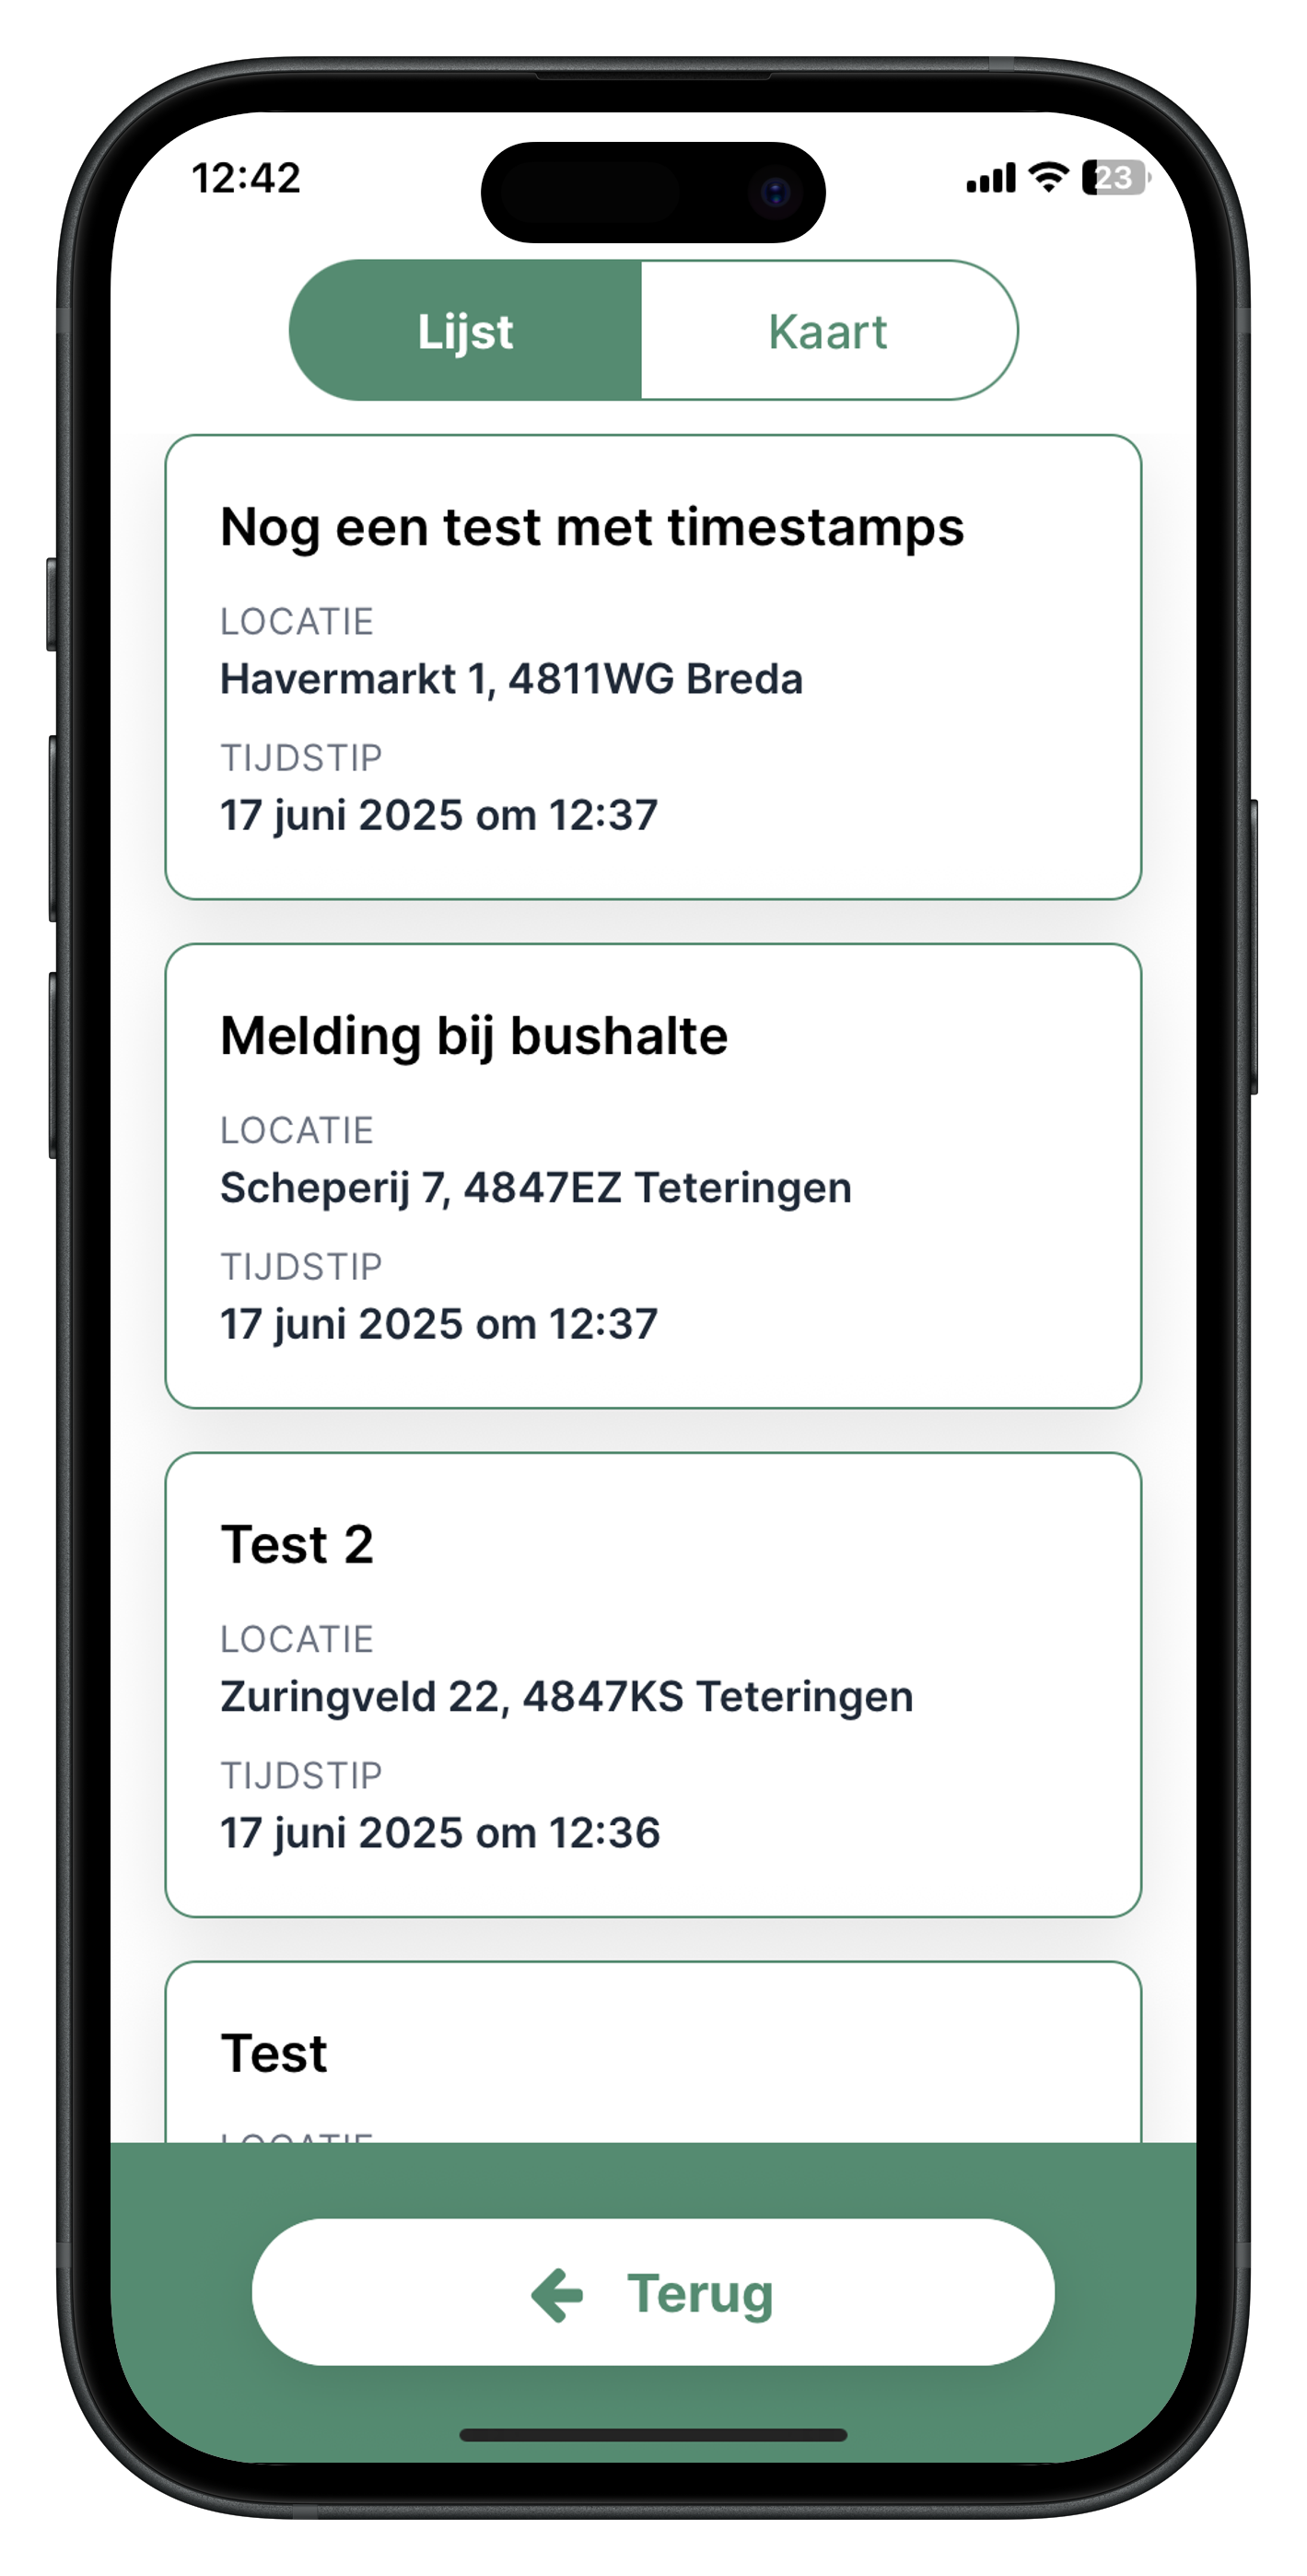 12:42
23
Lijst
Kaart
Nog een test met timestamps
LOCATIE
Havermarkt 1, 4811WG Breda
TIJDSTIP
17 juni 2025 om 12:37
Melding bij bushalte
LOCATIE
Scheperij 7, 4847EZ Teteringen
TIJDSTIP
17 juni 2025 om 12:37
Test 2
LOCATIE
Zuringveld 22, 4847KS Teteringen
TIJDSTIP
17 juni 2025 om 12:36
Test
LOCATIE
Terug